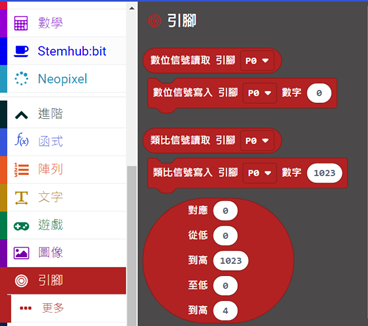 數學
Stemhub:bit
Neopixel
進階
函式
陣列
文字
遊戲
圖像
引腳
更多
引腳
數位信號讀取 引腳 P0
數位信號寫入 引腳 P0 數字 0
類比信號讀取 引腳 P0
類比信號寫入 引腳 P0 數字 1023
對應 0
從低 0
到高 1023
至低 0
到高 4